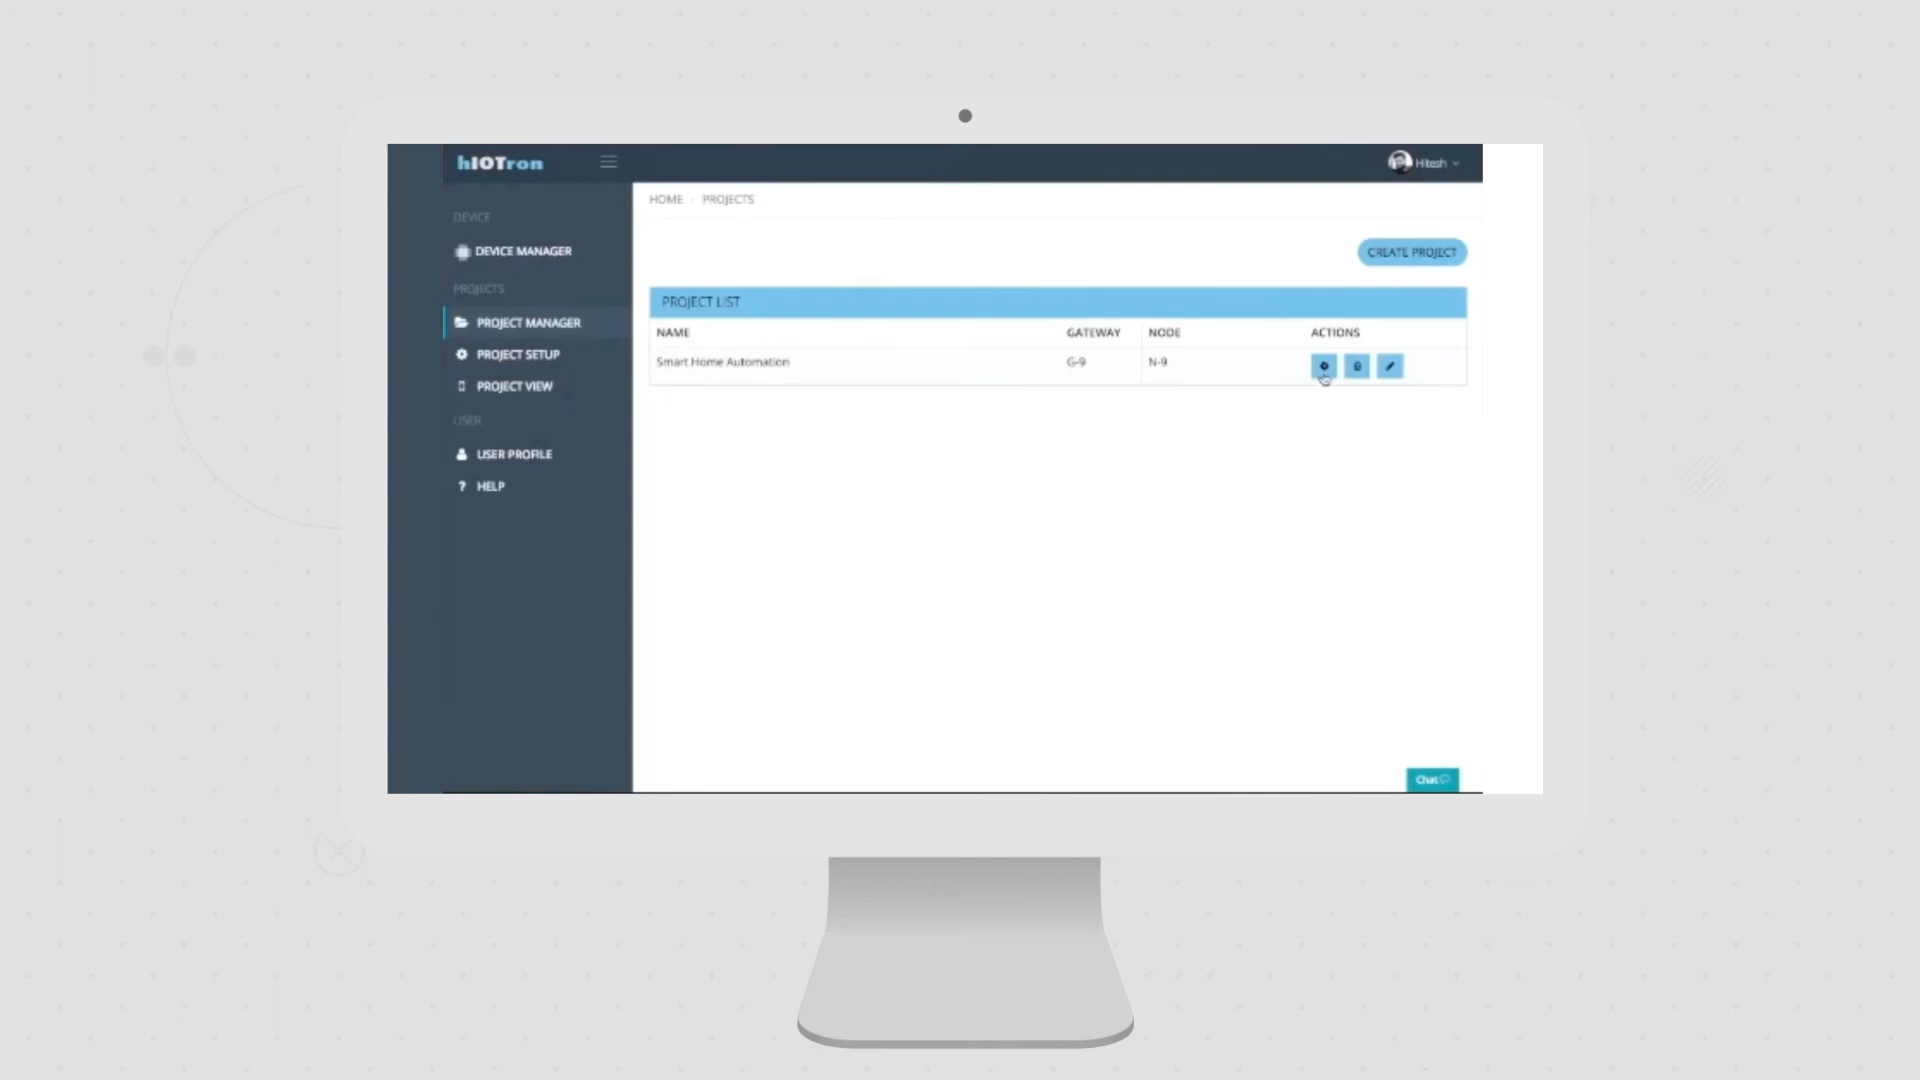 hIOTron
Hitesh
HOME PROJECTS
DEVICE
DEVICE MANAGER
PROJECTS
PROJECT MANAGER
PROJECT SETUP
PROJECT VIEW
USER
USER PROFILE
? HELP
CREATE PROJECT
PROJECT LIST
NAME GATEWAY NODE ACTIONS
Smart Home Automation G-9 N-9
Chat